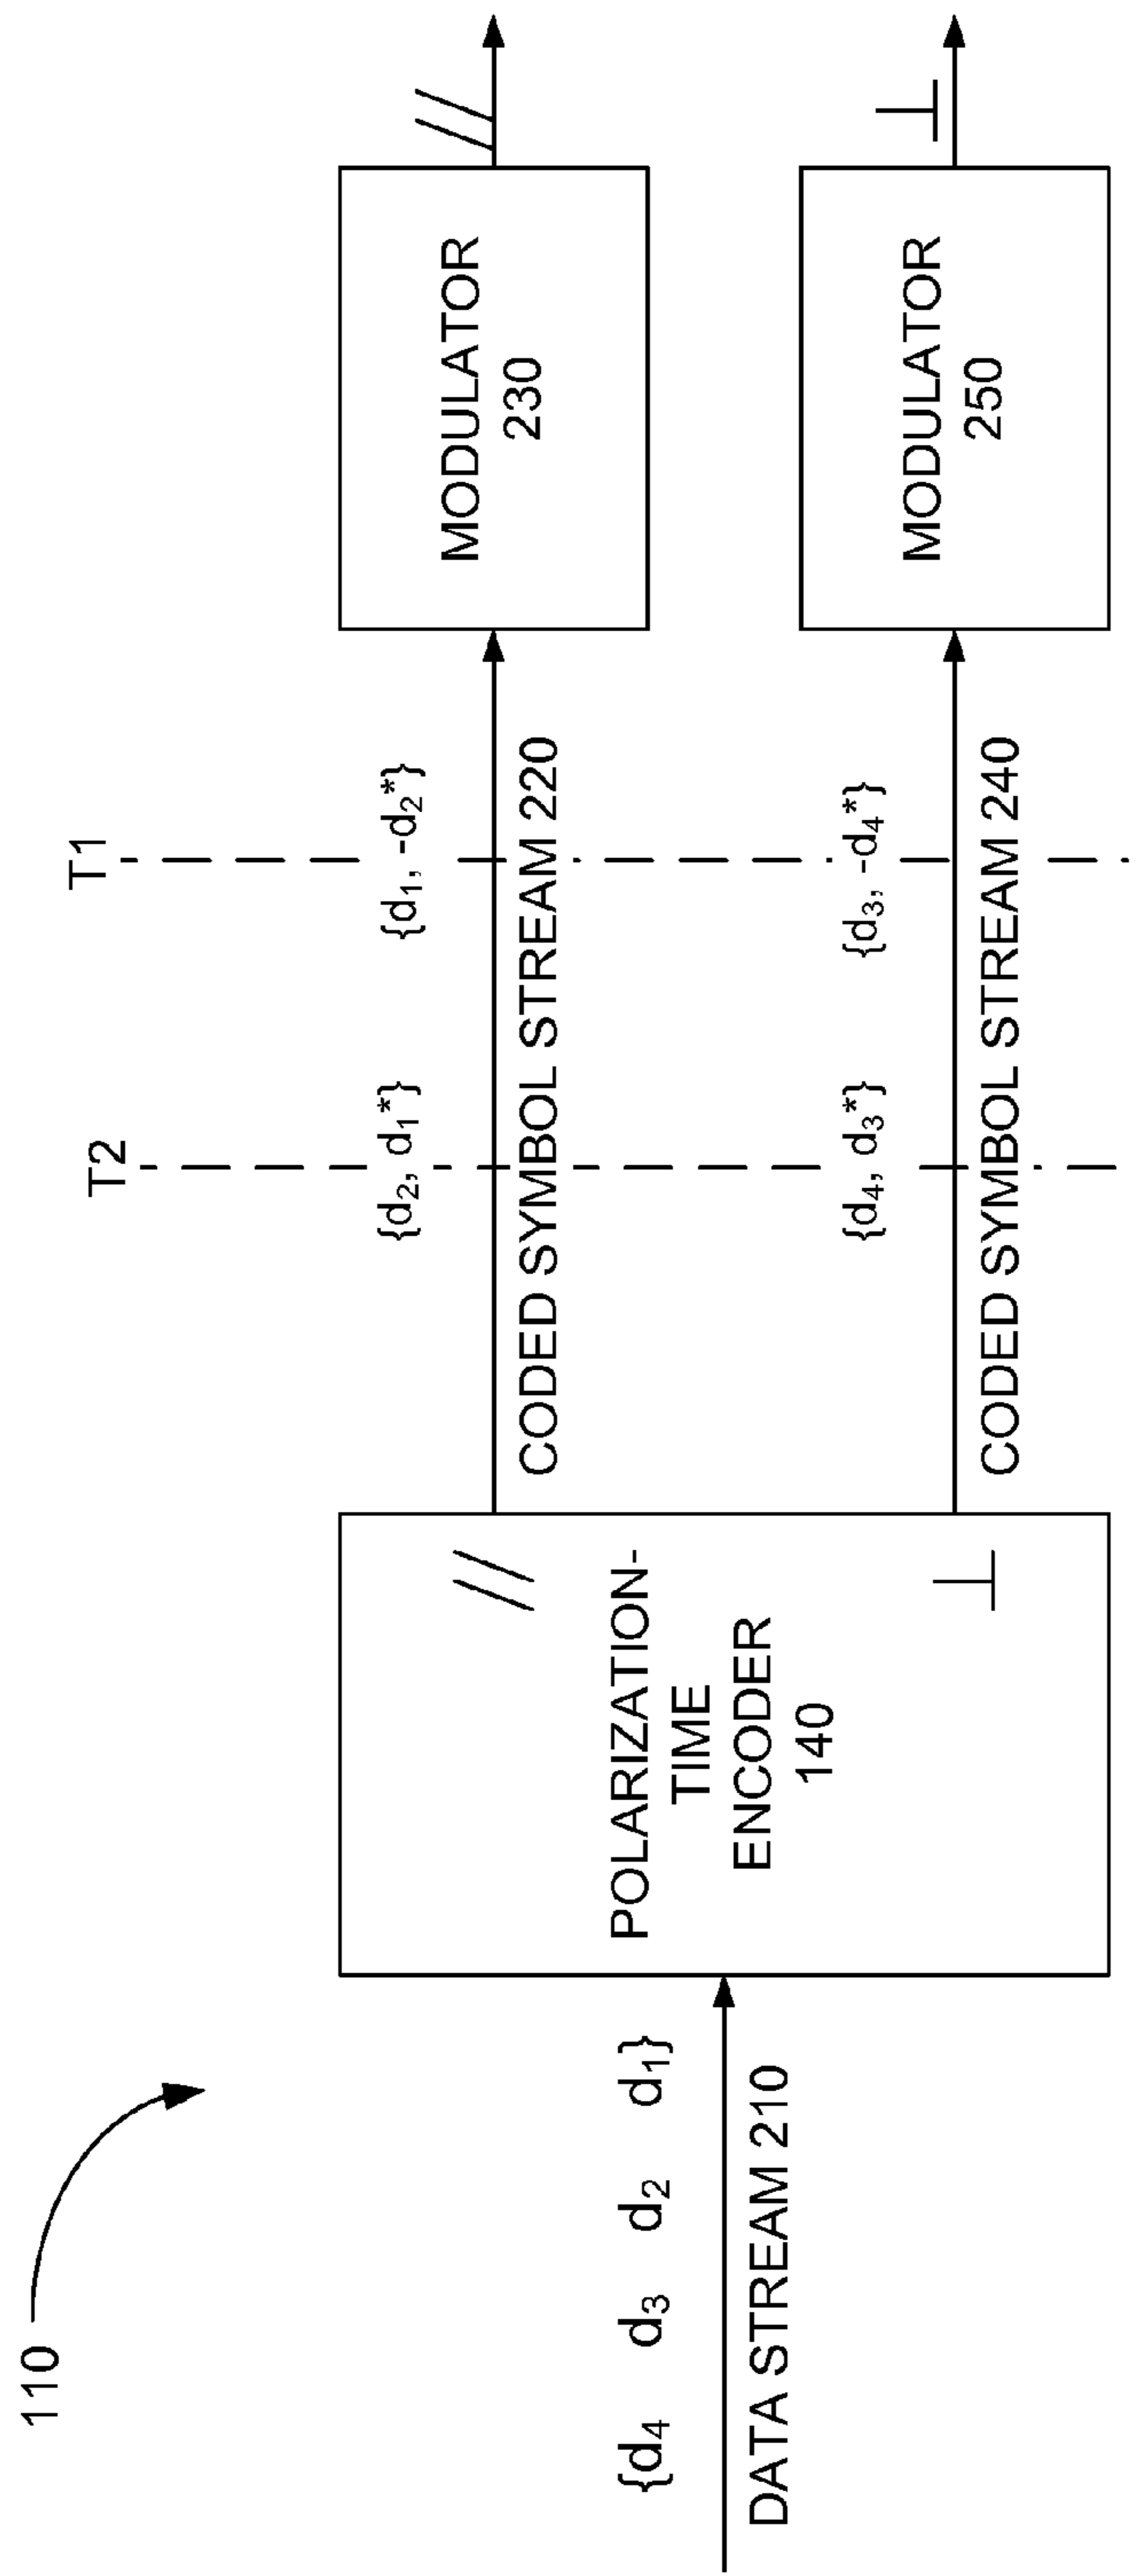 110
T2
T1
{d₄ d₃ d₂ d₁}
DATA STREAM 210
//
POLARIZATION-
TIME
ENCODER
140
⊥
{d₂, d₁*}
{d₁, -d₂*}
CODED SYMBOL STREAM 220
{d₄, d₃*}
{d₃, -d₄*}
CODED SYMBOL STREAM 240
MODULATOR
230
//
MODULATOR
250
⊥